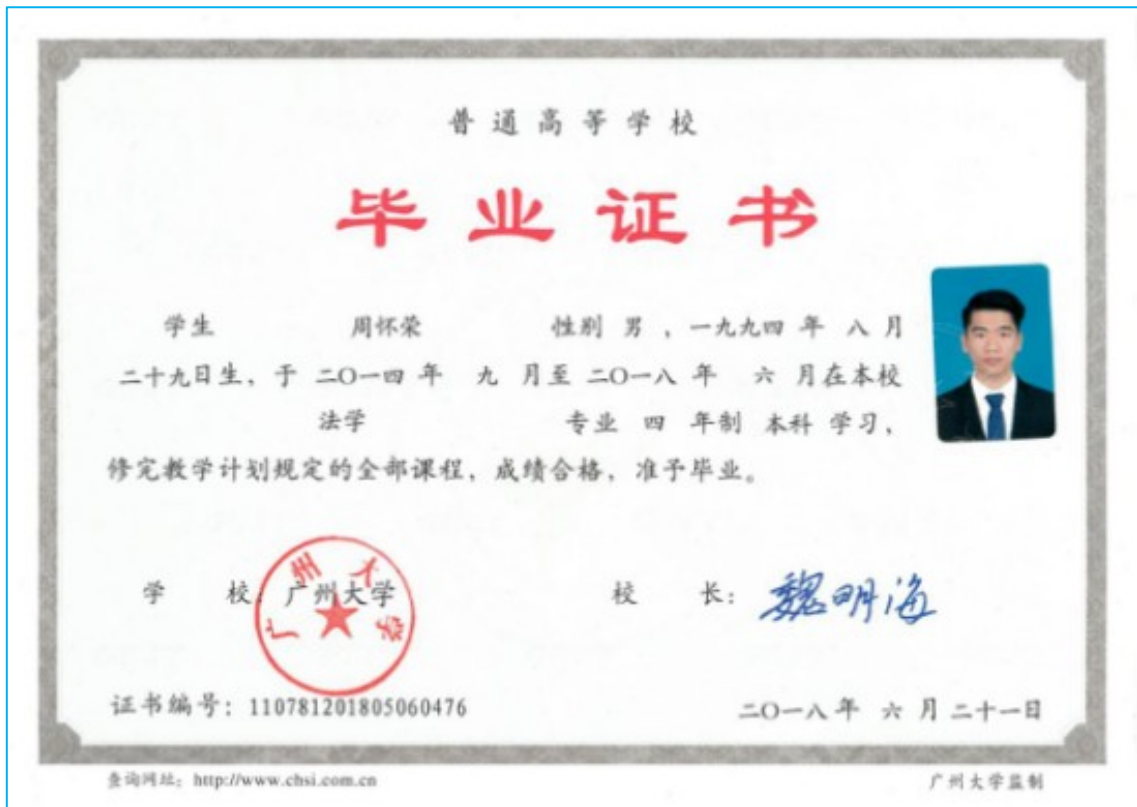 普通高等学校
毕业证书
学生 周怀荣 性别 男 ，一九九四 年 八 月
二十九日生，于 二〇一四 年 九 月至 二〇一八 年 六 月在本校
法学 专业 四 年制 本科 学习，
修完教学计划规定的全部课程，成绩合格，准予毕业。
广州大学
学 校：广州大学 校 长：魏明海
证书编号：110781201805060476 二〇一八年 六 月二十一日
查询网址：http://www.chsi.com.cn 广州大学监制